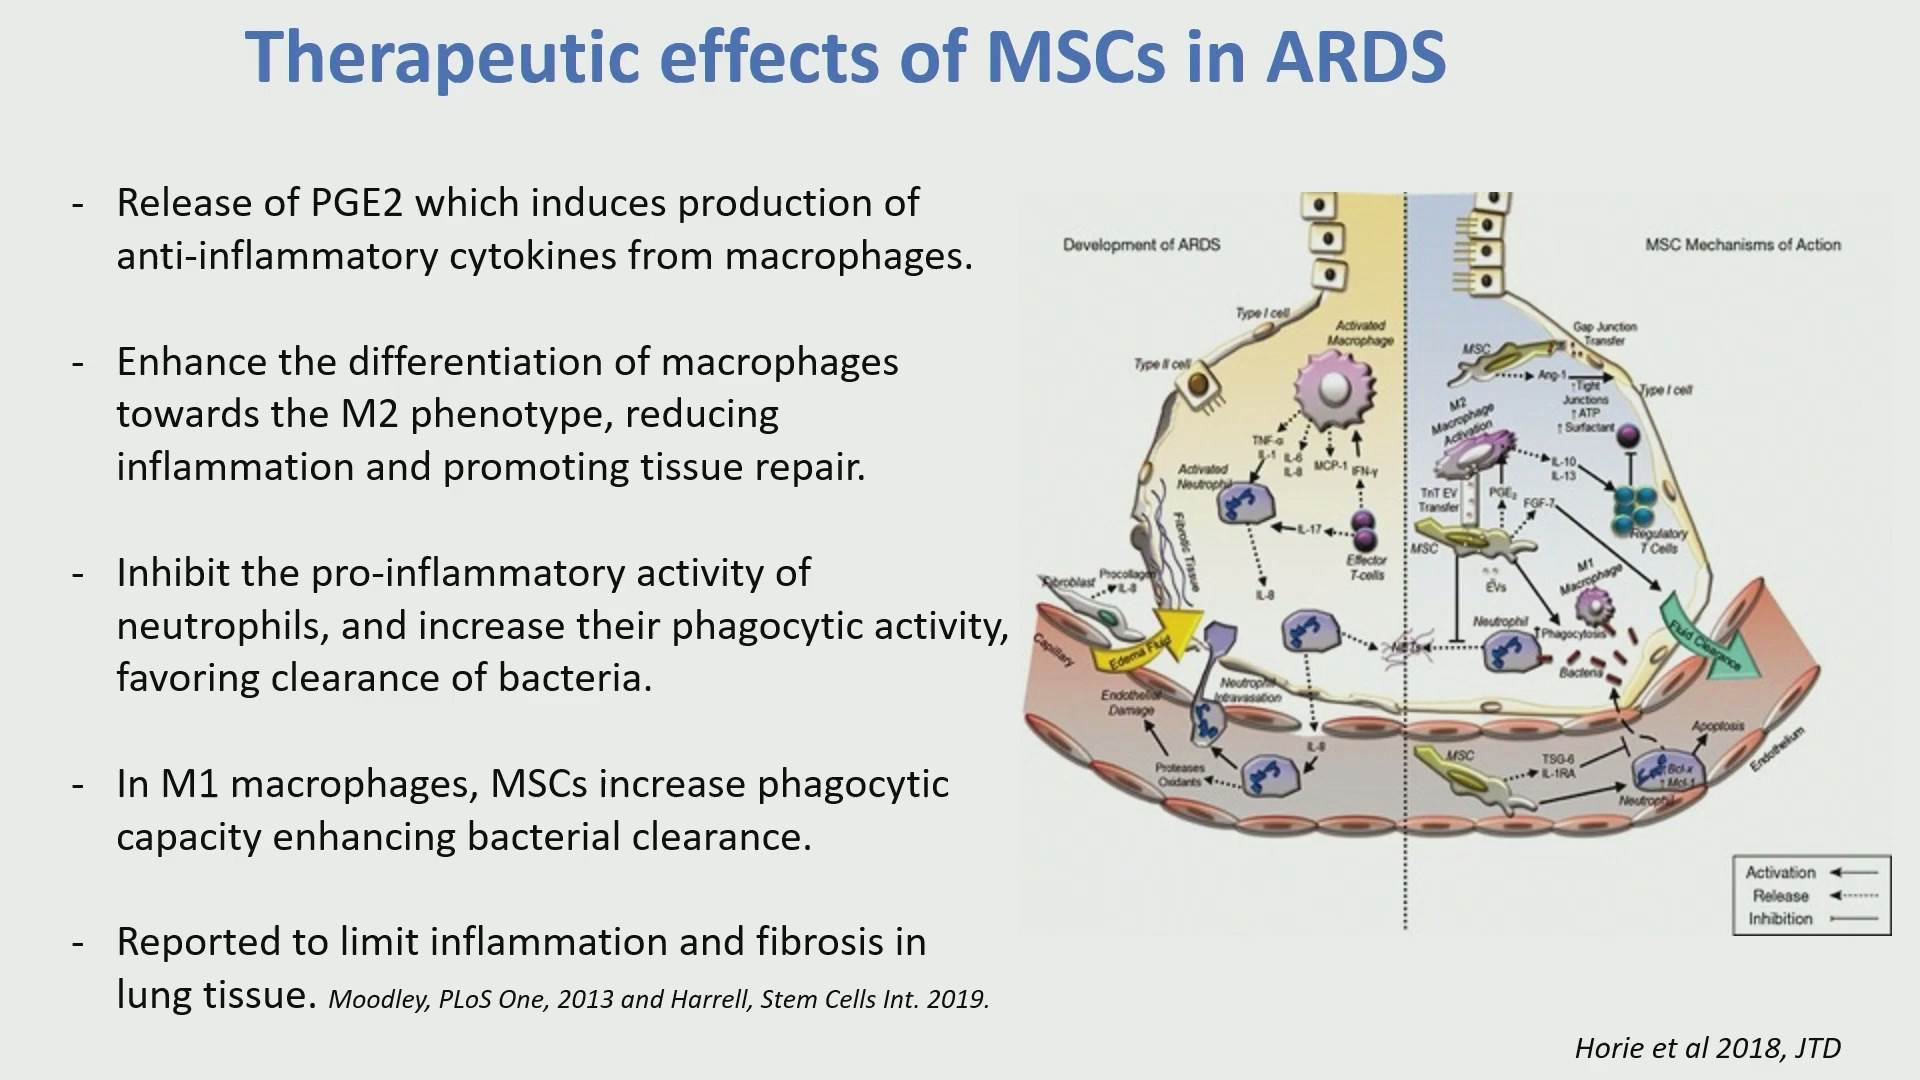 Therapeutic effects of MSCs in ARDS
- Release of PGE2 which induces production of
anti-inflammatory cytokines from macrophages.
- Enhance the differentiation of macrophages
towards the M2 phenotype, reducing
inflammation and promoting tissue repair.
- Inhibit the pro-inflammatory activity of
neutrophils, and increase their phagocytic activity,
favoring clearance of bacteria.
- In M1 macrophages, MSCs increase phagocytic
capacity enhancing bacterial clearance.
- Reported to limit inflammation and fibrosis in
lung tissue. Moodley, PLoS One, 2013 and Harrell, Stem Cells Int. 2019.
Development of ARDS
Type I cell
Activated
Macrophage
Type II cell
TNF-α
IL-1
IL-6
IL-8
MCP-1
IFN-γ
Activated
Neutrophil
IL-17
Effector
T-cells
Fibrotic Tissue
IL-8
Fibroblast
Procollagen
IL-8
Capillary
Edema Fluid
Endothelial
Damage
Neutrophil
Intravasation
IL-8
Proteases
Oxidants
MSC Mechanisms of Action
Gap Junction
Transfer
MSC
Ang-1
↑Tight
Junctions
↑ATP
↑Surfactant
Type I cell
M2
Macrophage
Activation
IL-10
IL-13
TnT EV
Transfer
PGE2
FGF-7
Regulatory
T Cells
MSC
EVs
M1
Macrophage
NETs
Neutrophil
↑Phagocytosis
Bacteria
Fluid Clearance
MSC
TSG-6
IL-1RA
Apoptosis
Bcl-x
↑Mcl-1
Neutrophil
Endothelium
Activation
Release
Inhibition
Horie et al 2018, JTD